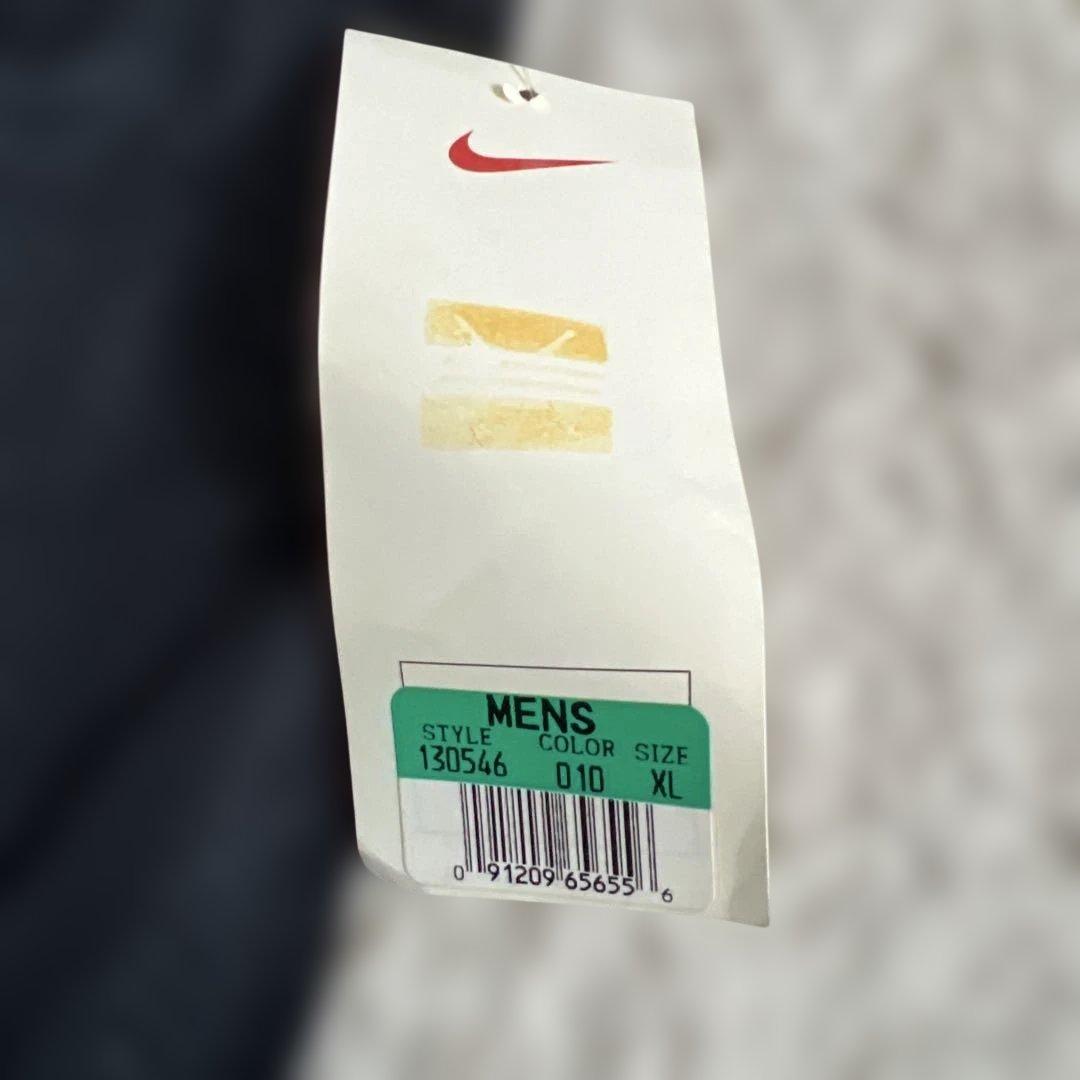 MENS
STYLE COLOR SIZE
130546 010 XL
0 91209 65655 6